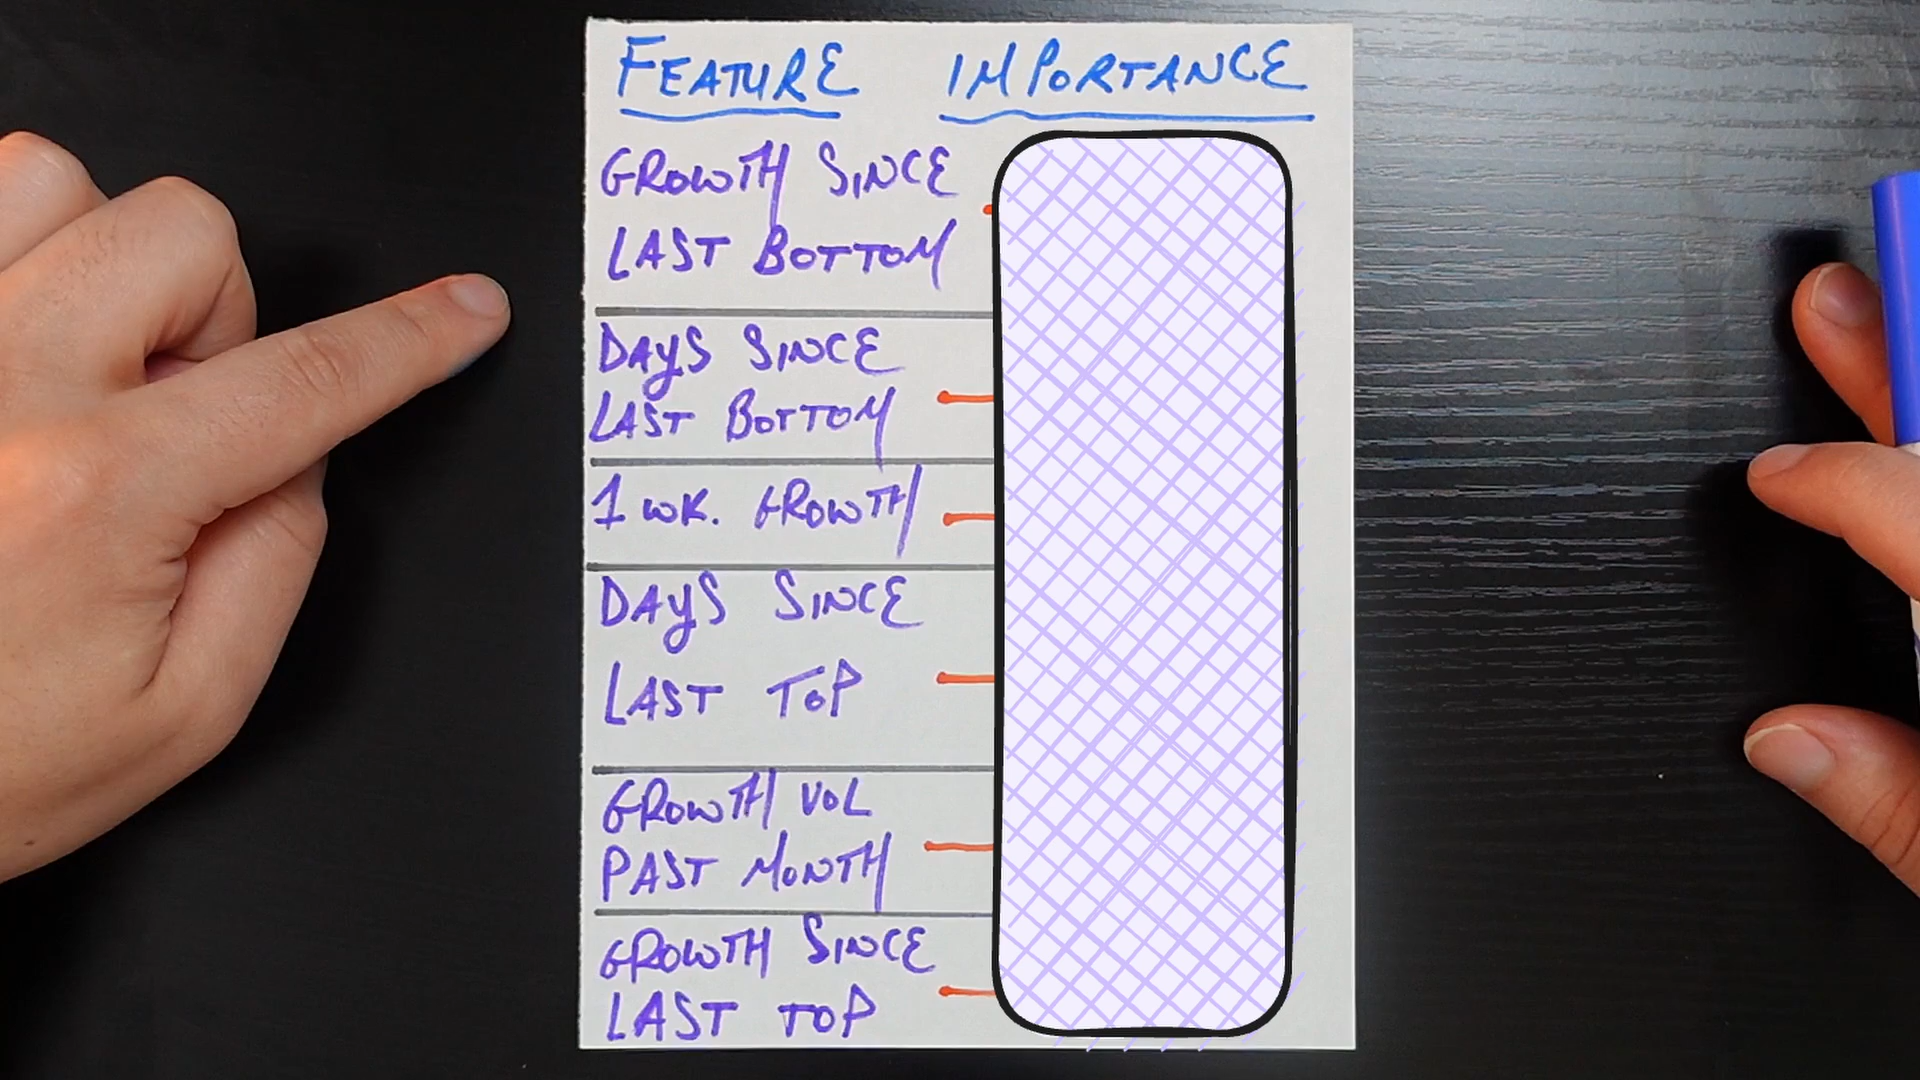 FEATURE IMPORTANCE
GROWTH SINCE
LAST BOTTOM
DAYS SINCE
LAST BOTTOM
1 WK. GROWTH
DAYS SINCE
LAST TOP
GROWTH VOL
PAST MONTH
GROWTH SINCE
LAST TOP